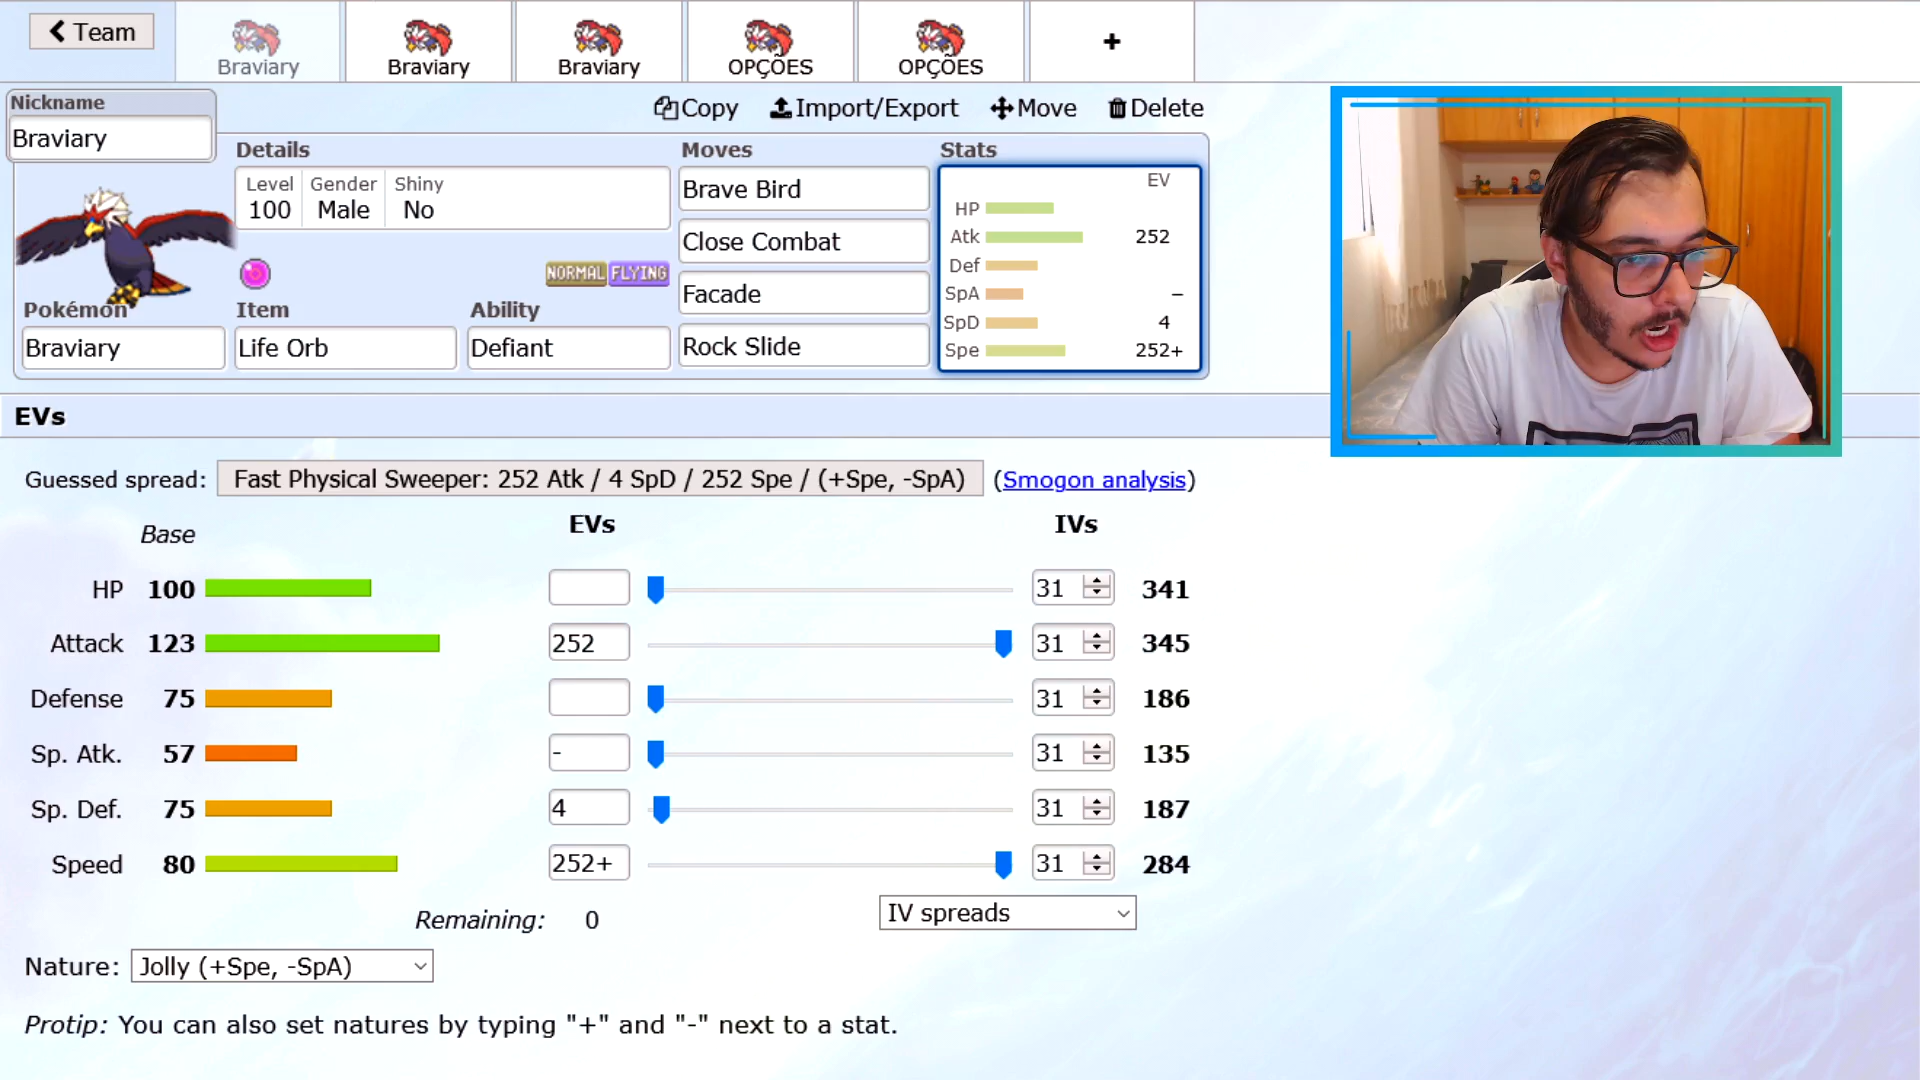 Team
Braviary
Braviary
Braviary
OPÇÕES
OPÇÕES
+
Nickname
Braviary
Copy
Import/Export
Move
Delete
Details
Level
100
Gender
Male
Shiny
No
NORMAL FLYING
Pokémon
Braviary
Item
Life Orb
Ability
Defiant
Moves
Brave Bird
Close Combat
Facade
Rock Slide
Stats
EV
HP
Atk 252
Def
SpA –
SpD 4
Spe 252+
EVs
Guessed spread: Fast Physical Sweeper: 252 Atk / 4 SpD / 252 Spe / (+Spe, -SpA) (Smogon analysis)
Base EVs IVs
HP 100 31 341
Attack 123 252 31 345
Defense 75 31 186
Sp. Atk. 57 - 31 135
Sp. Def. 75 4 31 187
Speed 80 252+ 31 284
Remaining: 0 IV spreads
Nature: Jolly (+Spe, -SpA)
Protip: You can also set natures by typing "+" and "-" next to a stat.